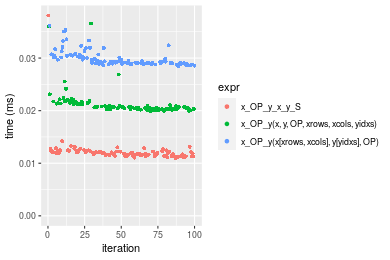 0.03
0.02
0.01
0.00
time (ms)
0
25
50
75
100
iteration
expr
x_OP_y_x_y_S
x_OP_y(x, y, OP, xrows, xcols, yidxs)
x_OP_y(x[xrows, xcols], y[yidxs], OP)